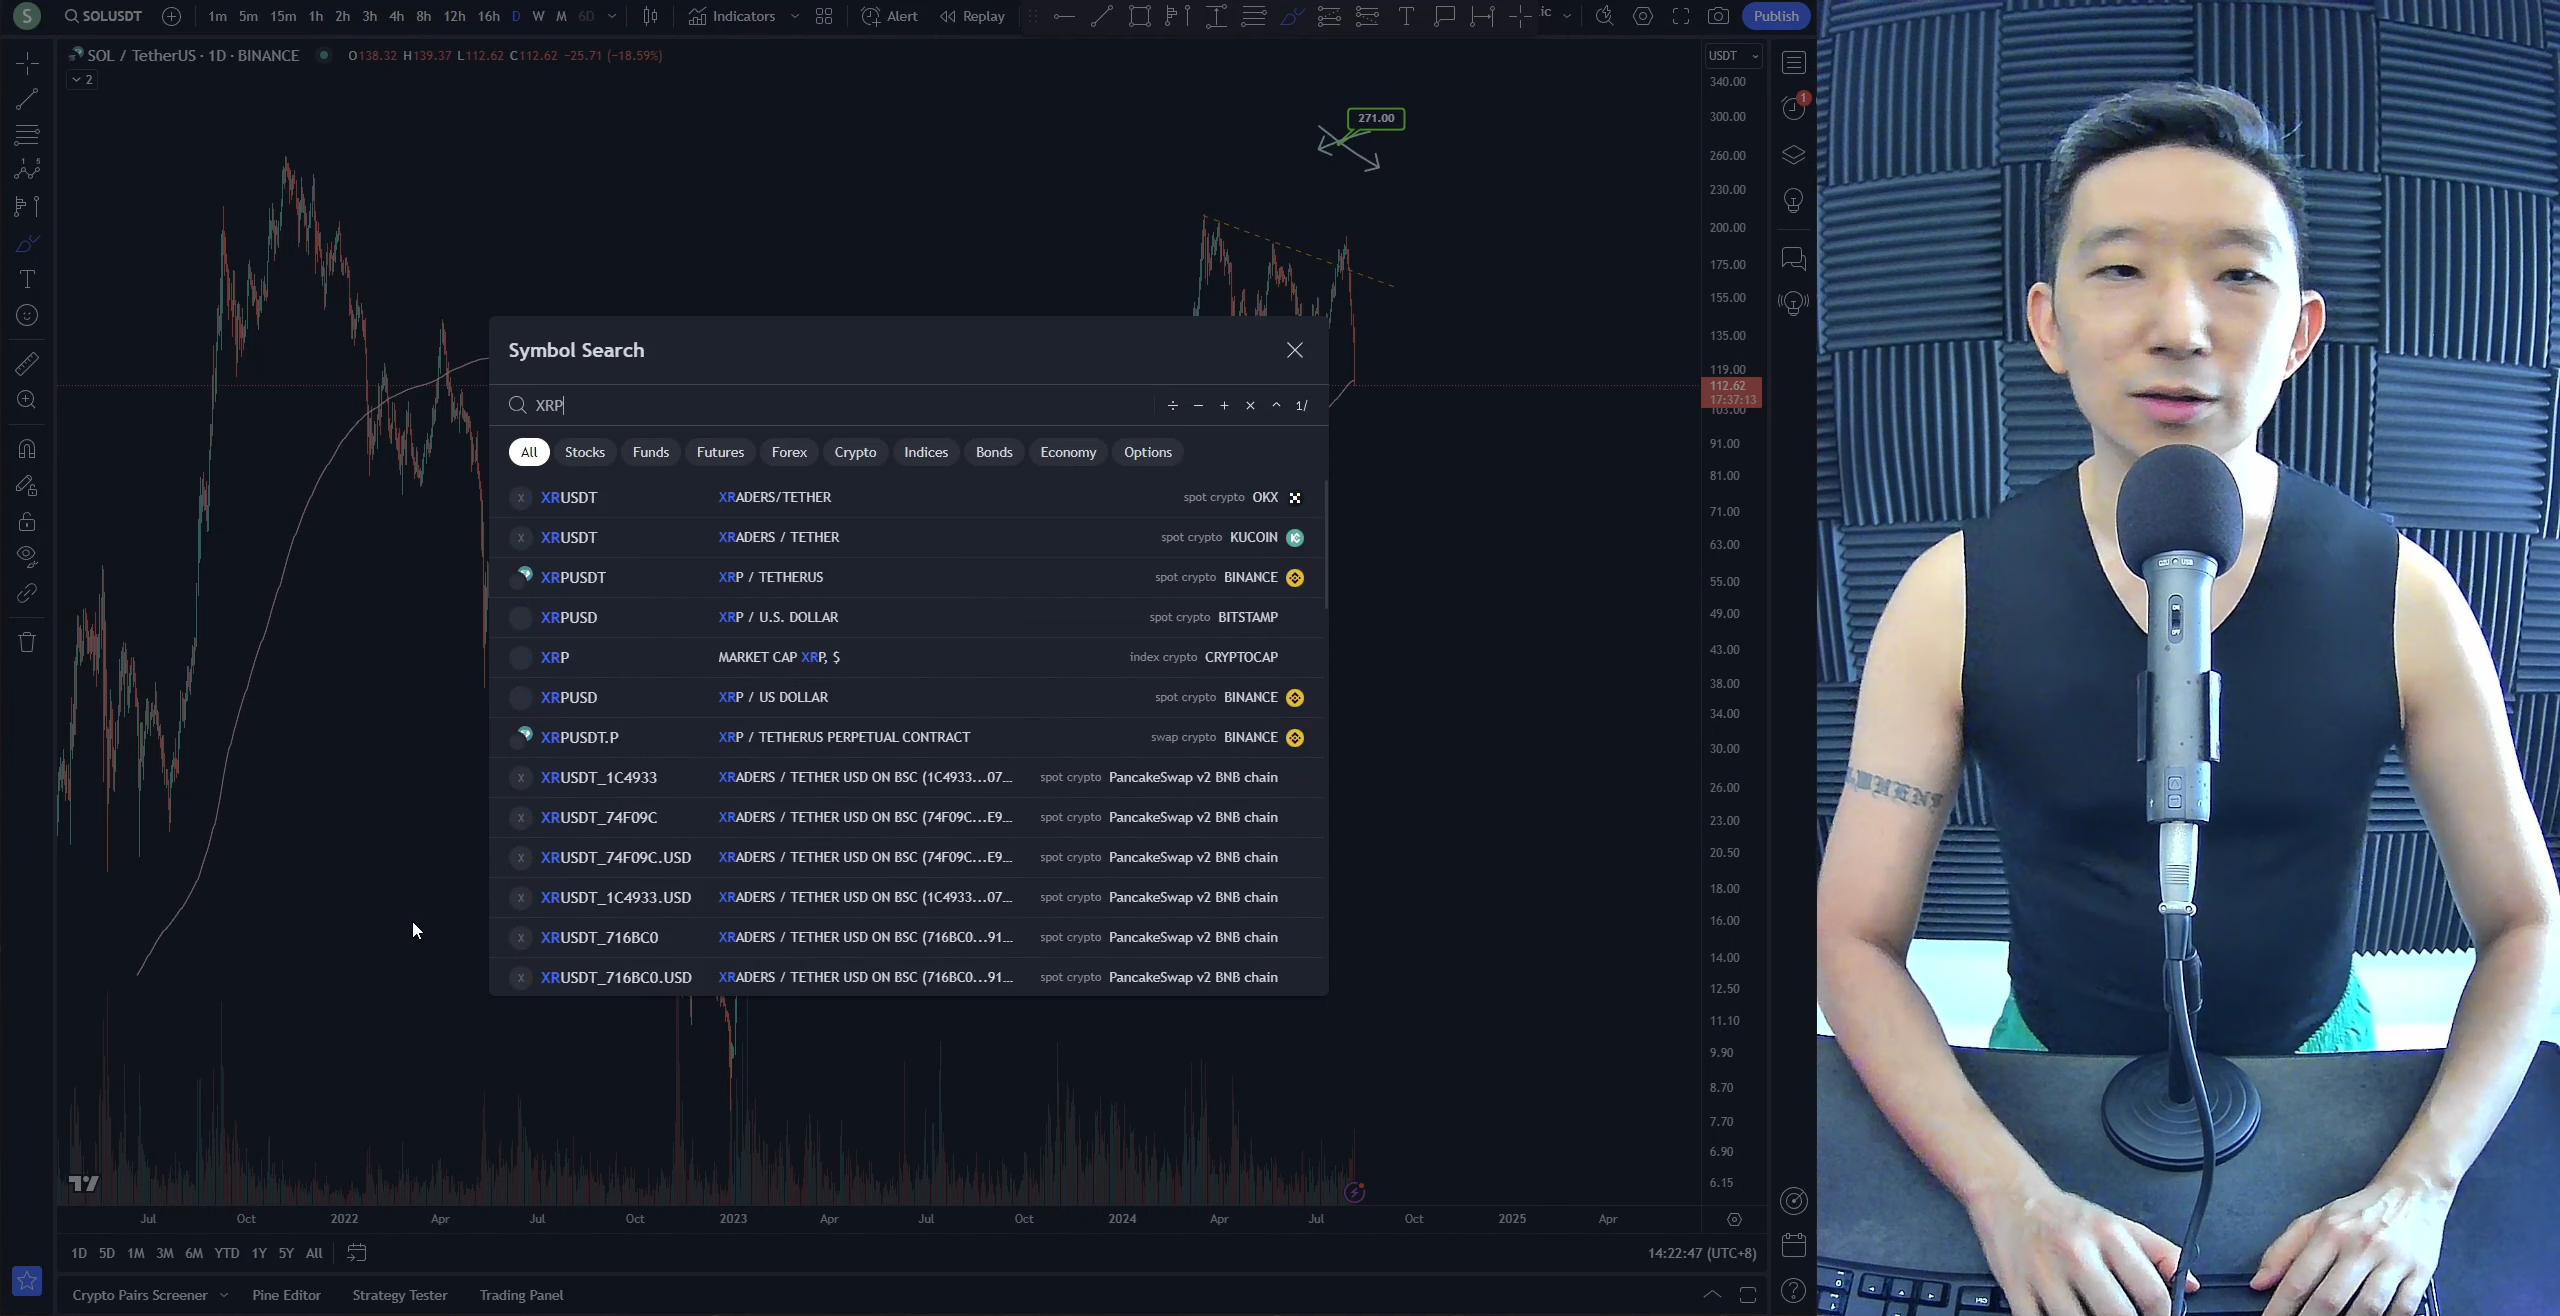 S
SOLUSDT
1m 5m 15m 1h 2h 3h 4h 8h 12h 16h D W M 6D
Indicators
Alert
Replay
ic
Publish
SOL / TetherUS · 1D · BINANCE
O138.32 H139.37 L112.62 C112.62 −25.71 (−18.59%)
2
USDT
340.00
300.00
260.00
230.00
200.00
175.00
155.00
135.00
119.00
112.62
17:37:13
103.00
91.00
81.00
71.00
63.00
55.00
49.00
43.00
38.00
34.00
30.00
26.00
23.00
20.50
18.00
16.00
14.00
12.50
11.10
9.90
8.70
7.70
6.90
6.15
271.00
1
Symbol Search
XRP
÷ − + × ^ 1/
All Stocks Funds Futures Forex Crypto Indices Bonds Economy Options
X XRUSDT XRADERS/TETHER spot crypto OKX
X XRUSDT XRADERS / TETHER spot crypto KUCOIN
XRPUSDT XRP / TETHERUS spot crypto BINANCE
XRPUSD XRP / U.S. DOLLAR spot crypto BITSTAMP
XRP MARKET CAP XRP, $ index crypto CRYPTOCAP
XRPUSD XRP / US DOLLAR spot crypto BINANCE
XRPUSDT.P XRP / TETHERUS PERPETUAL CONTRACT swap crypto BINANCE
X XRUSDT_1C4933 XRADERS / TETHER USD ON BSC (1C4933...07... spot crypto PancakeSwap v2 BNB chain
X XRUSDT_74F09C XRADERS / TETHER USD ON BSC (74F09C...E9... spot crypto PancakeSwap v2 BNB chain
X XRUSDT_74F09C.USD XRADERS / TETHER USD ON BSC (74F09C...E9... spot crypto PancakeSwap v2 BNB chain
X XRUSDT_1C4933.USD XRADERS / TETHER USD ON BSC (1C4933...07... spot crypto PancakeSwap v2 BNB chain
X XRUSDT_716BC0 XRADERS / TETHER USD ON BSC (716BC0...91... spot crypto PancakeSwap v2 BNB chain
X XRUSDT_716BC0.USD XRADERS / TETHER USD ON BSC (716BC0...91... spot crypto PancakeSwap v2 BNB chain
Jul Oct 2022 Apr Jul Oct 2023 Apr Jul Oct 2024 Apr Jul Oct 2025 Apr
1D 5D 1M 3M 6M YTD 1Y 5Y All
14:22:47 (UTC+8)
Crypto Pairs Screener Pine Editor Strategy Tester Trading Panel
ON
OFF